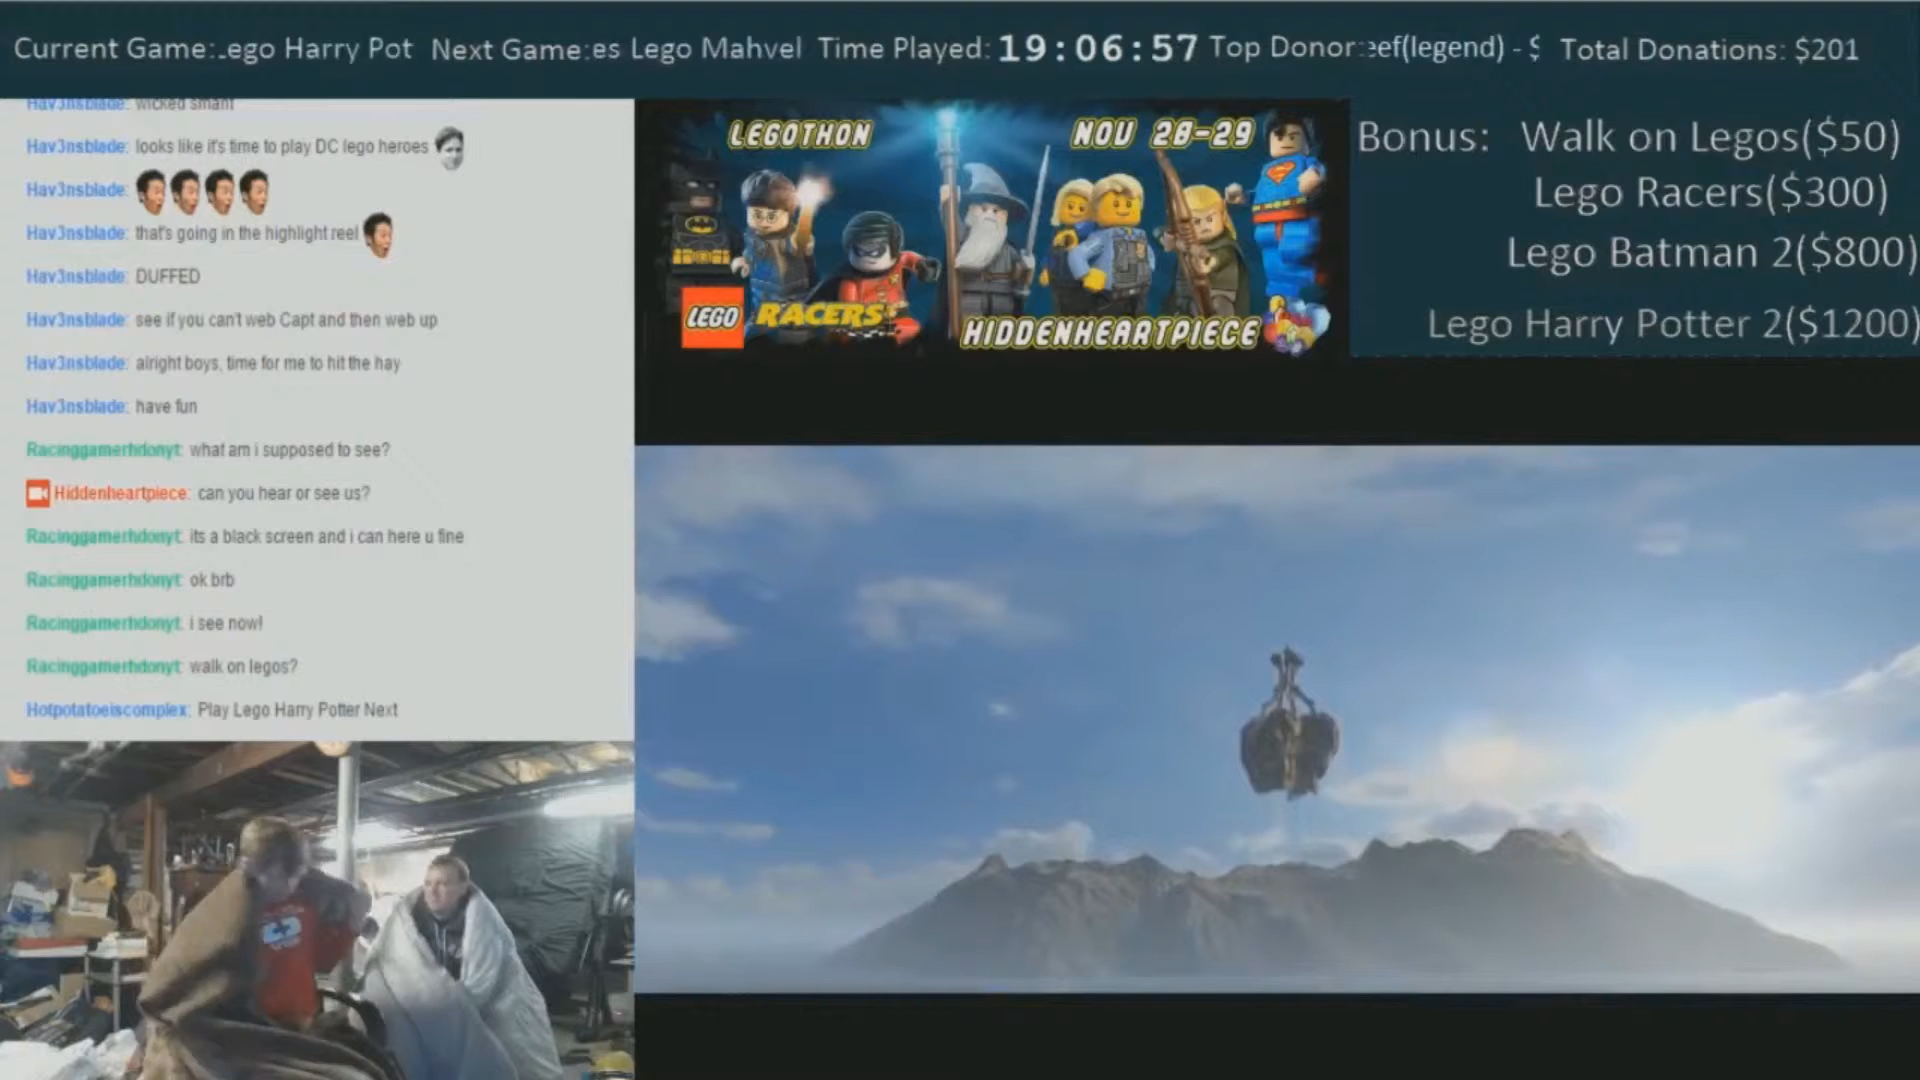 Current Game:.ego Harry Pot Next Game:es Lego Mahvel Time Played: 19:06:57 Top Donor:eef(legend) - $ Total Donations: $201
Hav3nsblade: wicked smaht
Hav3nsblade: looks like it's time to play DC lego heroes
Hav3nsblade:
Hav3nsblade: that's going in the highlight reel
Hav3nsblade: DUFFED
Hav3nsblade: see if you can't web Capt and then web up
Hav3nsblade: alright boys, time for me to hit the hay
Hav3nsblade: have fun
Racinggamerhdonyt: what am i supposed to see?
Hiddenheartpiece: can you hear or see us?
Racinggamerhdonyt: its a black screen and i can here u fine
Racinggamerhdonyt: ok brb
Racinggamerhdonyt: i see now!
Racinggamerhdonyt: walk on legos?
Hotpotatoeiscomplex: Play Lego Harry Potter Next
LEGOTHON NOV 28-29
LEGO RACERS
HIDDENHEARTPIECE
Bonus: Walk on Legos($50)
Lego Racers($300)
Lego Batman 2($800)
Lego Harry Potter 2($1200)